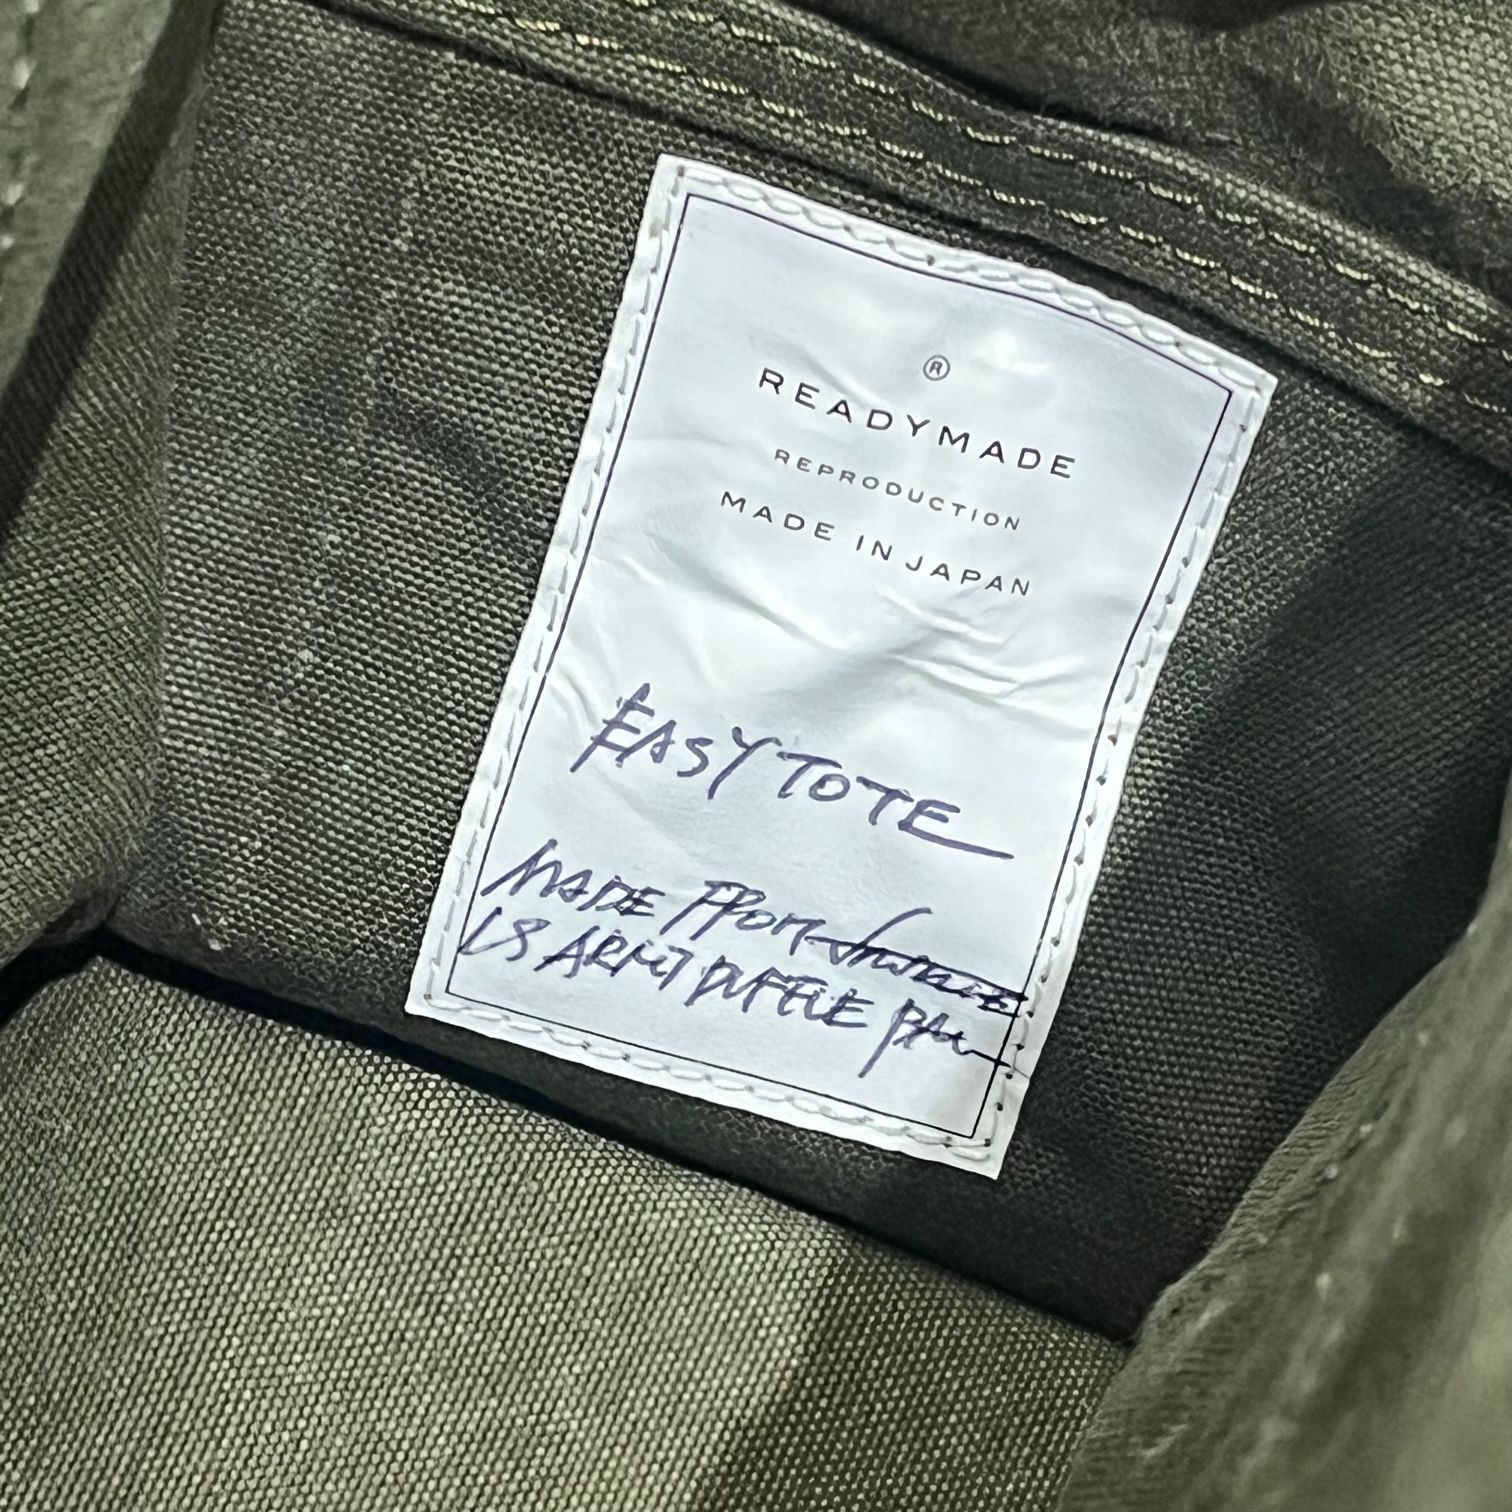 ®
READYMADE
REPRODUCTION
MADE IN JAPAN
EASY TOTE
MADE FROM
US ARMY DUFFLE BAG